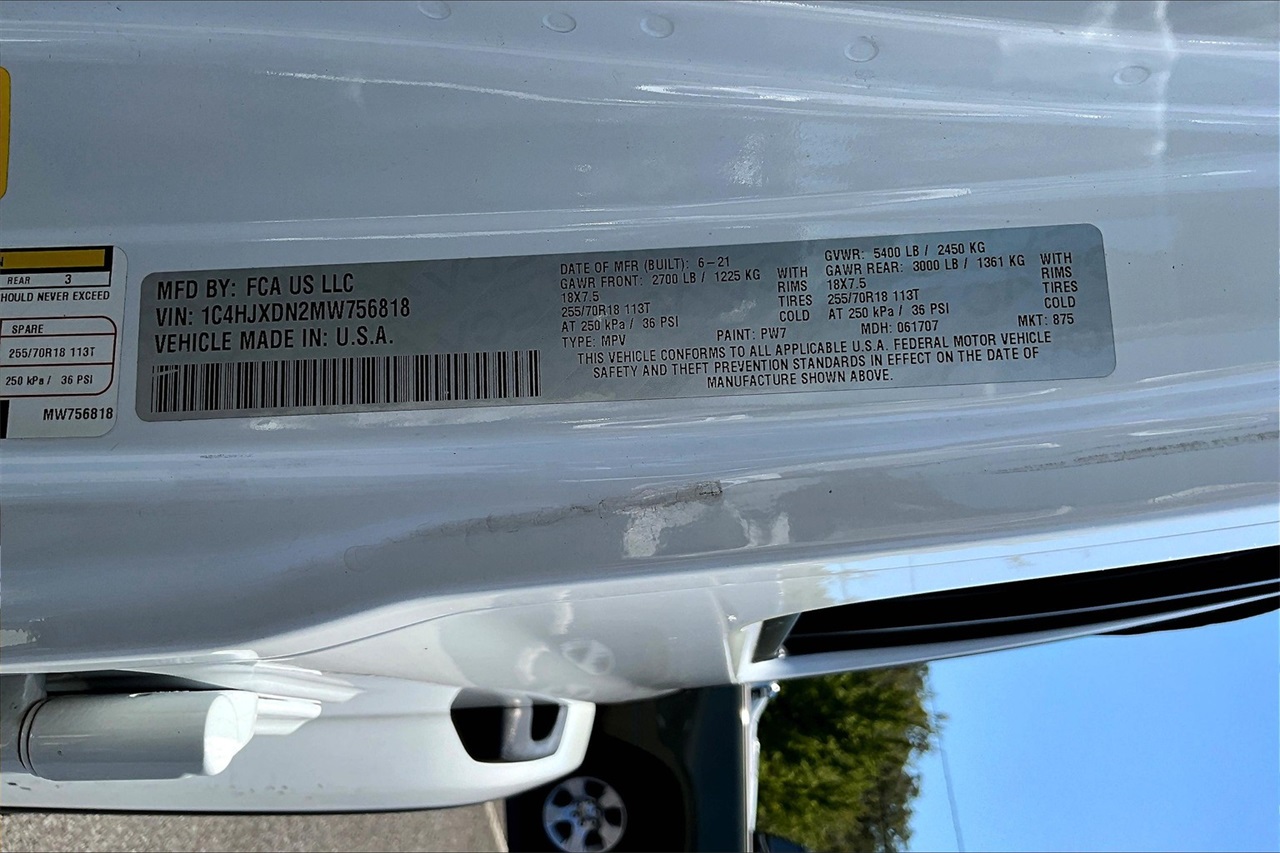 N
REAR 3
HOULD NEVER EXCEED
SPARE
255/70R18 113T
250 kPa / 36 PSI
MW756818
MFD BY: FCA US LLC
VIN: 1C4HJXDN2MW756818
VEHICLE MADE IN: U.S.A.
DATE OF MFR (BUILT): 6-21
GAWR FRONT: 2700 LB / 1225 KG WITH
18X7.5 RIMS
255/70R18 113T TIRES
AT 250 kPa / 36 PSI COLD
TYPE: MPV PAINT: PW7
GVWR: 5400 LB / 2450 KG
GAWR REAR: 3000 LB / 1361 KG WITH
18X7.5 RIMS
255/70R18 113T TIRES
AT 250 kPa / 36 PSI COLD
MDH: 061707 MKT: 875
THIS VEHICLE CONFORMS TO ALL APPLICABLE U.S.A. FEDERAL MOTOR VEHICLE
SAFETY AND THEFT PREVENTION STANDARDS IN EFFECT ON THE DATE OF
MANUFACTURE SHOWN ABOVE.